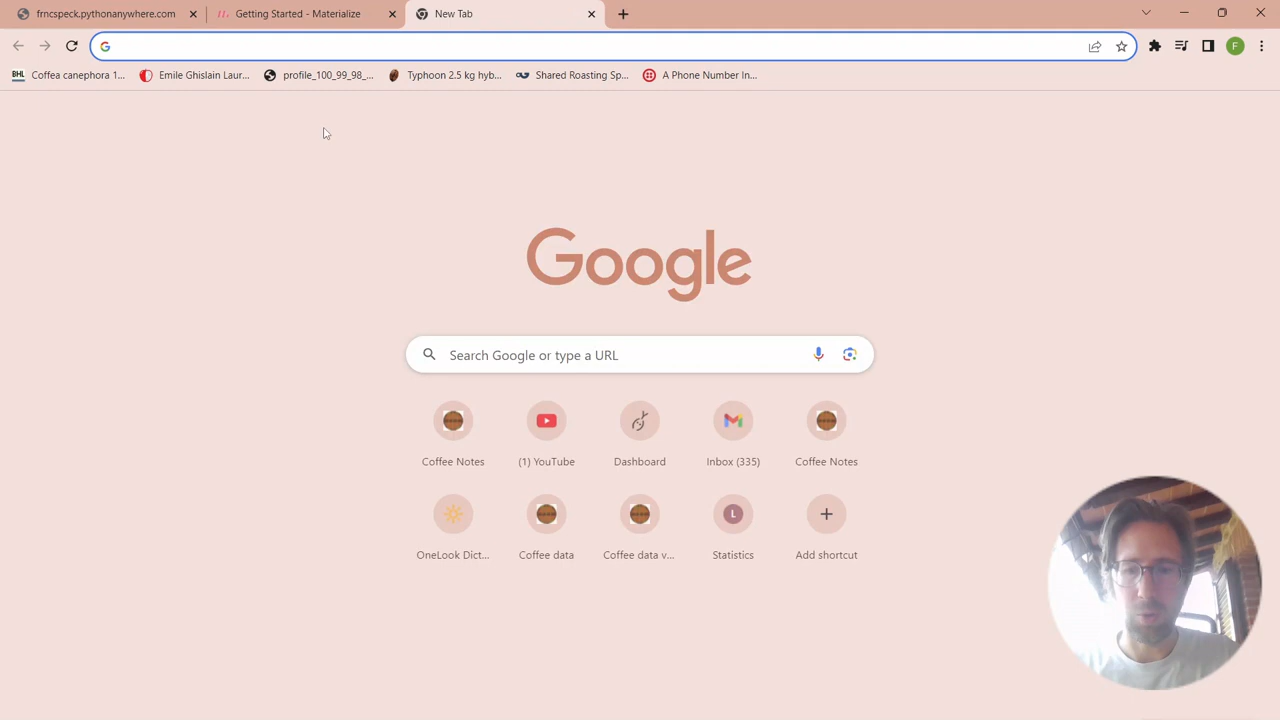 frncspeck.pythonanywhere.com
Getting Started - Materialize
New Tab
F
BHL Coffea canephora 1...
Emile Ghislain Laur...
profile_100_99_98_...
Typhoon 2.5 kg hyb...
Shared Roasting Sp...
A Phone Number In...
Google
Search Google or type a URL
Coffee Notes
(1) YouTube
Dashboard
Inbox (335)
Coffee Notes
L
OneLook Dict...
Coffee data
Coffee data v...
Statistics
Add shortcut